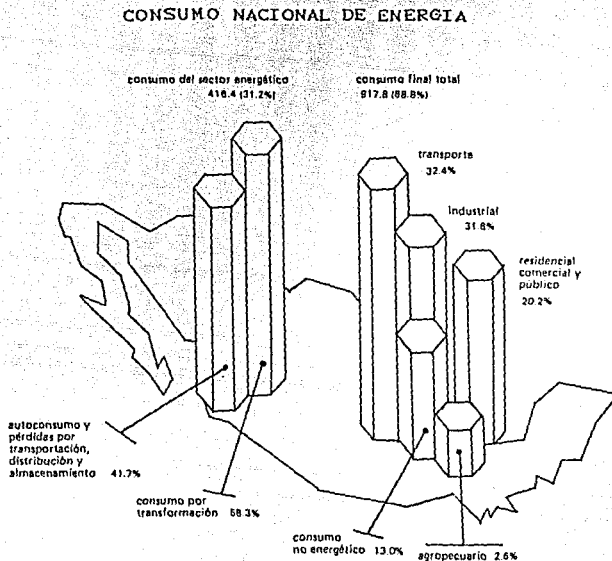 CONSUMO NACIONAL DE ENERGIA
consumo del sector energético
416.4 (31.2%)
consumo final total
917.8 (68.8%)
transporte
32.4%
industrial
31.8%
residencial
comercial y
público
20.2%
autoconsumo y
pérdidas por
transportación,
distribución y
almacenamiento 41.7%
consumo por
transformación 58.3%
consumo
no energético 13.0%
agropecuario 2.6%